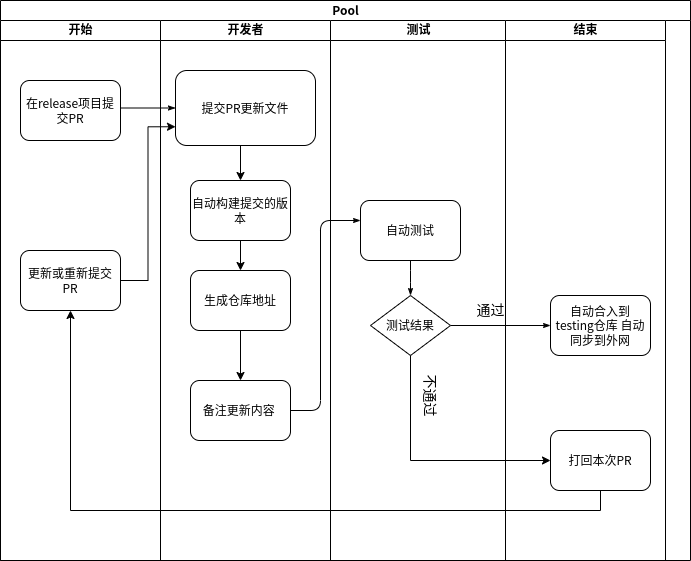 Pool
开始
开发者
测试
结束
在release项目提
交PR
提交PR更新文件
自动构建提交的版
本
更新或重新提交
PR
生成仓库地址
备注更新内容
自动测试
测试结果
通过
不通过
自动合入到
testing仓库 自动
同步到外网
打回本次PR